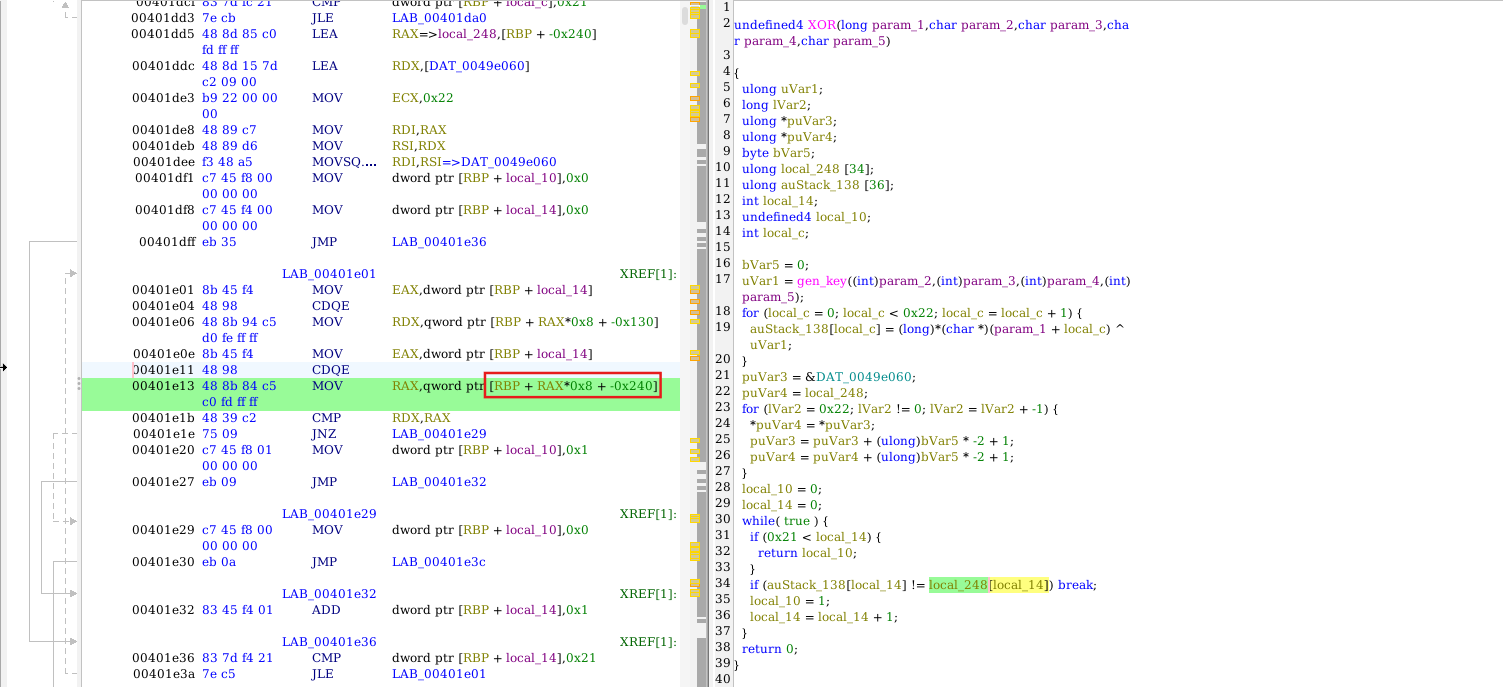 00401dcf 83 7d fc 21 CMP dword ptr [RBP + local_c],0x21
00401dd3 7e cb JLE LAB_00401da0
00401dd5 48 8d 85 c0 LEA RAX=>local_248,[RBP + -0x240]
fd ff ff
00401ddc 48 8d 15 7d LEA RDX,[DAT_0049e060]
c2 09 00
00401de3 b9 22 00 00 MOV ECX,0x22
00
00401de8 48 89 c7 MOV RDI,RAX
00401deb 48 89 d6 MOV RSI,RDX
00401dee f3 48 a5 MOVSQ.... RDI,RSI=>DAT_0049e060
00401df1 c7 45 f8 00 MOV dword ptr [RBP + local_10],0x0
00 00 00
00401df8 c7 45 f4 00 MOV dword ptr [RBP + local_14],0x0
00 00 00
00401dff eb 35 JMP LAB_00401e36
LAB_00401e01 XREF[1]:
00401e01 8b 45 f4 MOV EAX,dword ptr [RBP + local_14]
00401e04 48 98 CDQE
00401e06 48 8b 94 c5 MOV RDX,qword ptr [RBP + RAX*0x8 + -0x130]
d0 fe ff ff
00401e0e 8b 45 f4 MOV EAX,dword ptr [RBP + local_14]
00401e11 48 98 CDQE
00401e13 48 8b 84 c5 MOV RAX,qword ptr [RBP + RAX*0x8 + -0x240]
c0 fd ff ff
00401e1b 48 39 c2 CMP RDX,RAX
00401e1e 75 09 JNZ LAB_00401e29
00401e20 c7 45 f8 01 MOV dword ptr [RBP + local_10],0x1
00 00 00
00401e27 eb 09 JMP LAB_00401e32
LAB_00401e29 XREF[1]:
00401e29 c7 45 f8 00 MOV dword ptr [RBP + local_10],0x0
00 00 00
00401e30 eb 0a JMP LAB_00401e3c
LAB_00401e32 XREF[1]:
00401e32 83 45 f4 01 ADD dword ptr [RBP + local_14],0x1
LAB_00401e36 XREF[1]:
00401e36 83 7d f4 21 CMP dword ptr [RBP + local_14],0x21
00401e3a 7e c5 JLE LAB_00401e01
1
2 undefined4 XOR(long param_1,char param_2,char param_3,cha
r param_4,char param_5)
3
4 {
5 ulong uVar1;
6 long lVar2;
7 ulong *puVar3;
8 ulong *puVar4;
9 byte bVar5;
10 ulong local_248 [34];
11 ulong auStack_138 [36];
12 int local_14;
13 undefined4 local_10;
14 int local_c;
15
16 bVar5 = 0;
17 uVar1 = gen_key((int)param_2,(int)param_3,(int)param_4,(int)
param_5);
18 for (local_c = 0; local_c < 0x22; local_c = local_c + 1) {
19 auStack_138[local_c] = (long)*(char *)(param_1 + local_c) ^
uVar1;
20 }
21 puVar3 = &DAT_0049e060;
22 puVar4 = local_248;
23 for (lVar2 = 0x22; lVar2 != 0; lVar2 = lVar2 + -1) {
24 *puVar4 = *puVar3;
25 puVar3 = puVar3 + (ulong)bVar5 * -2 + 1;
26 puVar4 = puVar4 + (ulong)bVar5 * -2 + 1;
27 }
28 local_10 = 0;
29 local_14 = 0;
30 while( true ) {
31 if (0x21 < local_14) {
32 return local_10;
33 }
34 if (auStack_138[local_14] != local_248[local_14]) break;
35 local_10 = 1;
36 local_14 = local_14 + 1;
37 }
38 return 0;
39 }
40